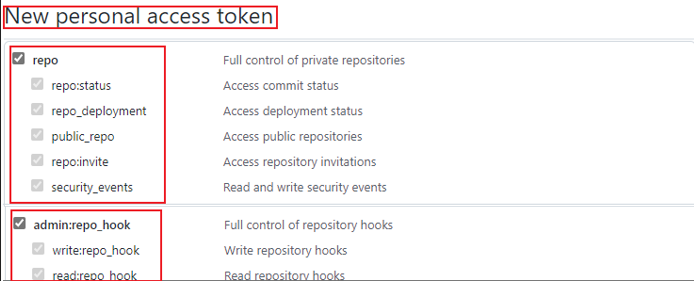 New personal access token
repo Full control of private repositories
repo:status Access commit status
repo_deployment Access deployment status
public_repo Access public repositories
repo:invite Access repository invitations
security_events Read and write security events
admin:repo_hook Full control of repository hooks
write:repo_hook Write repository hooks
read:repo_hook Read repository hooks